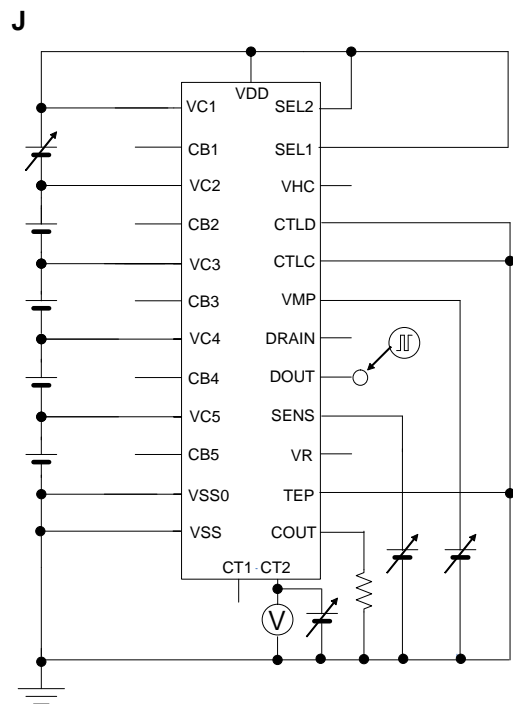 J
VDD
VC1
SEL2
CB1
SEL1
VC2
VHC
CB2
CTLD
VC3
CTLC
CB3
VMP
VC4
DRAIN
CB4
DOUT
VC5
SENS
CB5
VR
VSS0
TEP
VSS
COUT
CT1 - CT2
V